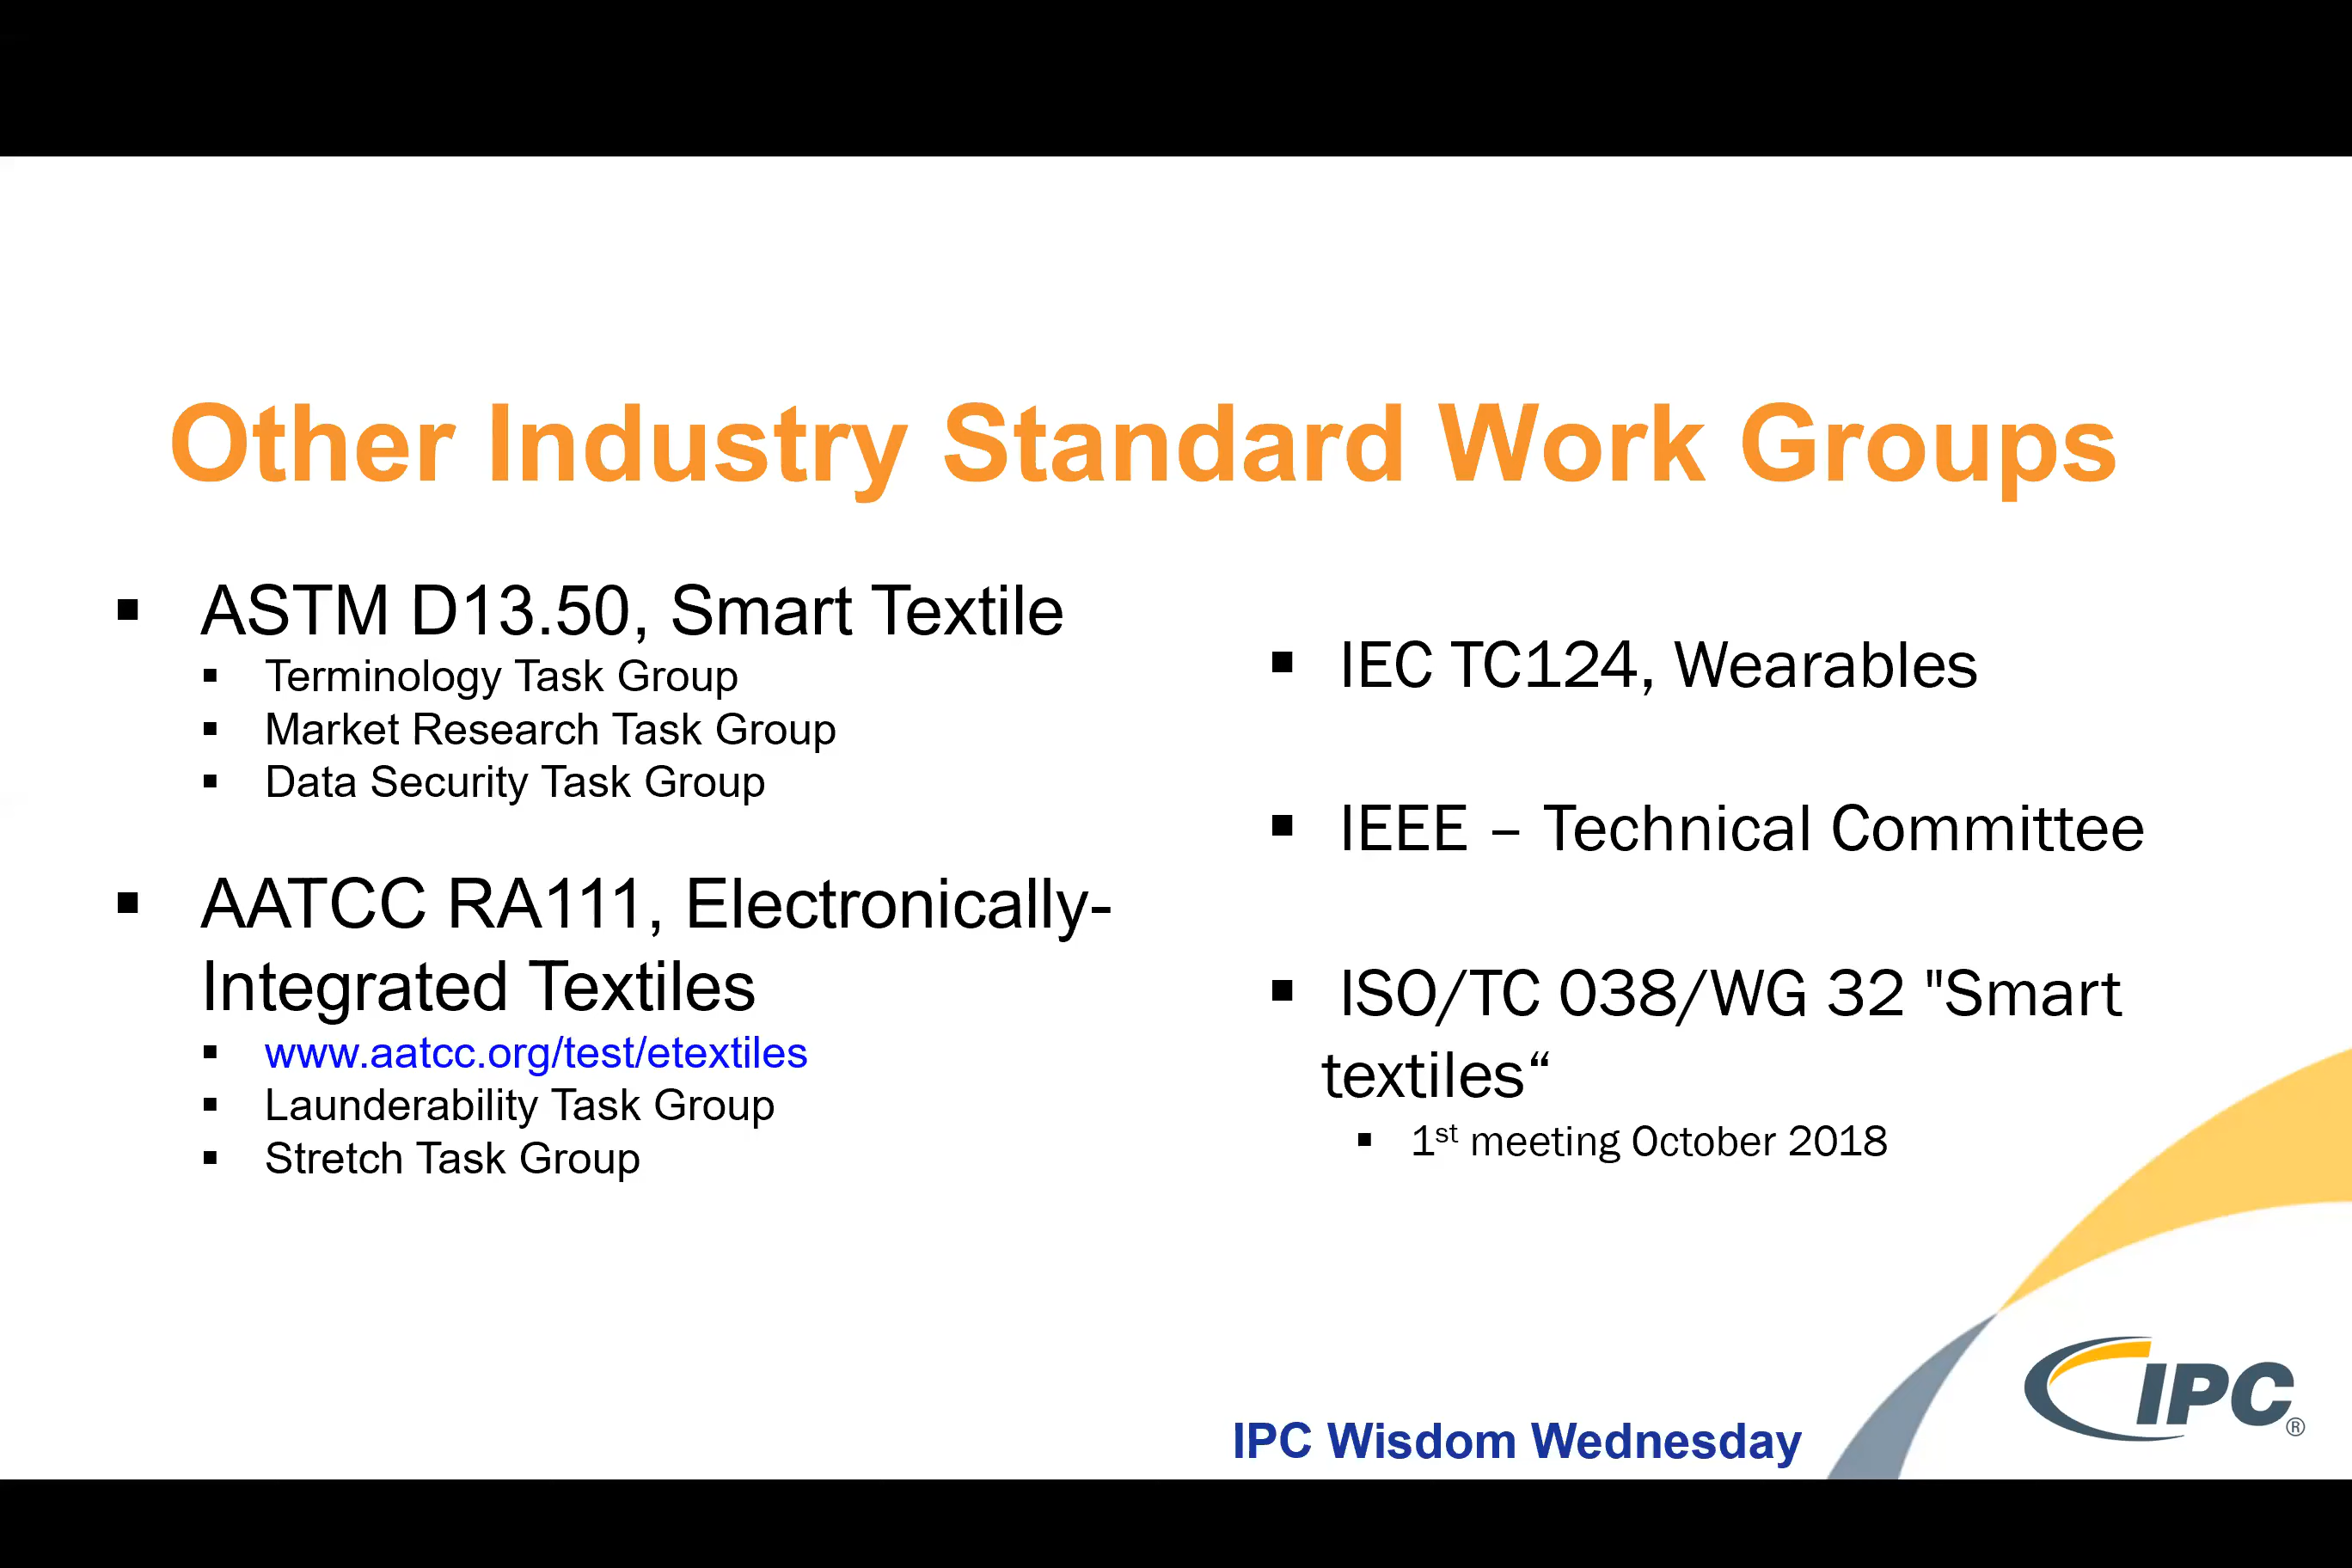 Other Industry Standard Work Groups
▪ ASTM D13.50, Smart Textile
▪ Terminology Task Group
▪ Market Research Task Group
▪ Data Security Task Group
▪ AATCC RA111, Electronically-
Integrated Textiles
▪ www.aatcc.org/test/etextiles
▪ Launderability Task Group
▪ Stretch Task Group
▪ IEC TC124, Wearables
▪ IEEE – Technical Committee
▪ ISO/TC 038/WG 32 "Smart
textiles“
▪ 1st meeting October 2018
IPC Wisdom Wednesday
IPC®